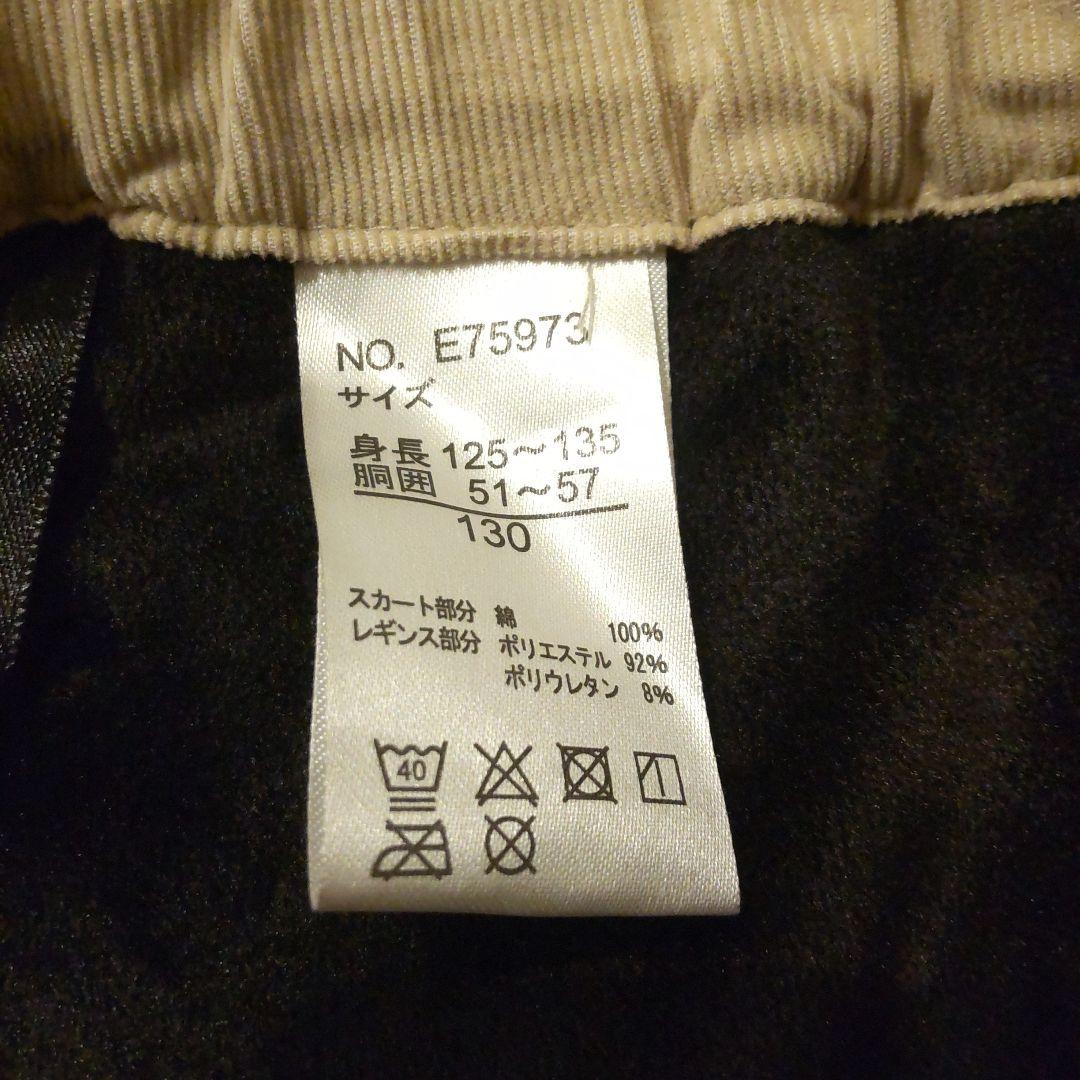 NO. E75973
サイズ
身長 125～135
胴囲 51～57
130
スカート部分 綿 100%
レギンス部分 ポリエステル 92%
ポリウレタン 8%
40